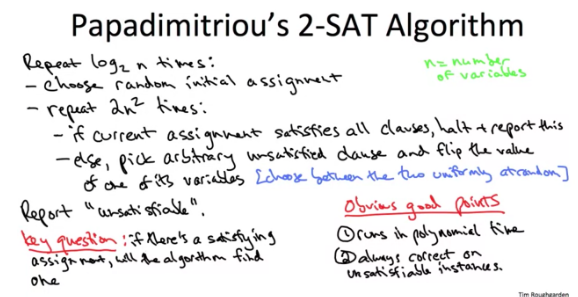 Papadimitriou's 2-SAT Algorithm
Repeat log₂ n times:
n = number
of variables
- choose random initial assignment
- repeat 2n² times:
- if current assignment satisfies all clauses, halt + report this
- else, pick arbitrary unsatisfied clause and flip the value
of one of its variables [choose between the two uniformly at random]
Report "unsatisfiable".
key question: if there's a satisfying
assignment, will the algorithm find
one
Obvious good points
① runs in polynomial time
② always correct on
unsatisfiable instances.
Tim Roughgarden